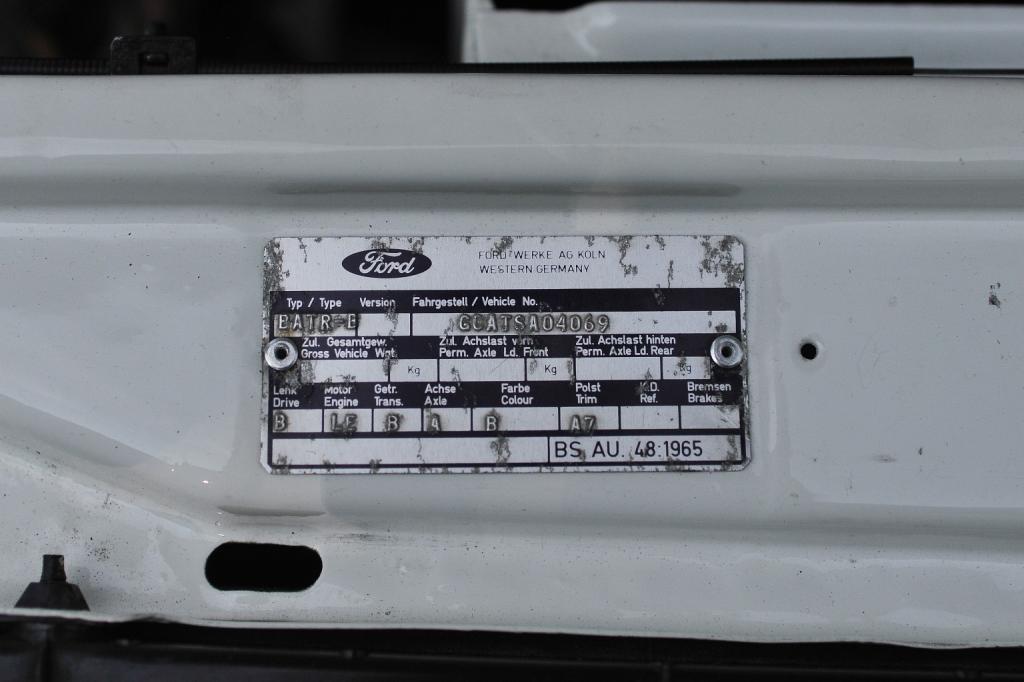 Ford
FORD-WERKE AG KÖLN
WESTERN GERMANY
Typ / Type Version Fahrgestell / Vehicle No.
BATR-B GCATSA04069
Zul. Gesamtgew. Zul. Achslast vorn Zul. Achslast hinten
Gross Vehicle Wgt. Perm. Axle Ld. Front Perm. Axle Ld. Rear
Kg Kg Kg
Lenk Motor Getr. Achse Farbe Polst K.D. Bremsen
Drive Engine Trans. Axle Colour Trim Ref. Brakes
B LE B A B A7
BS AU. 48:1965